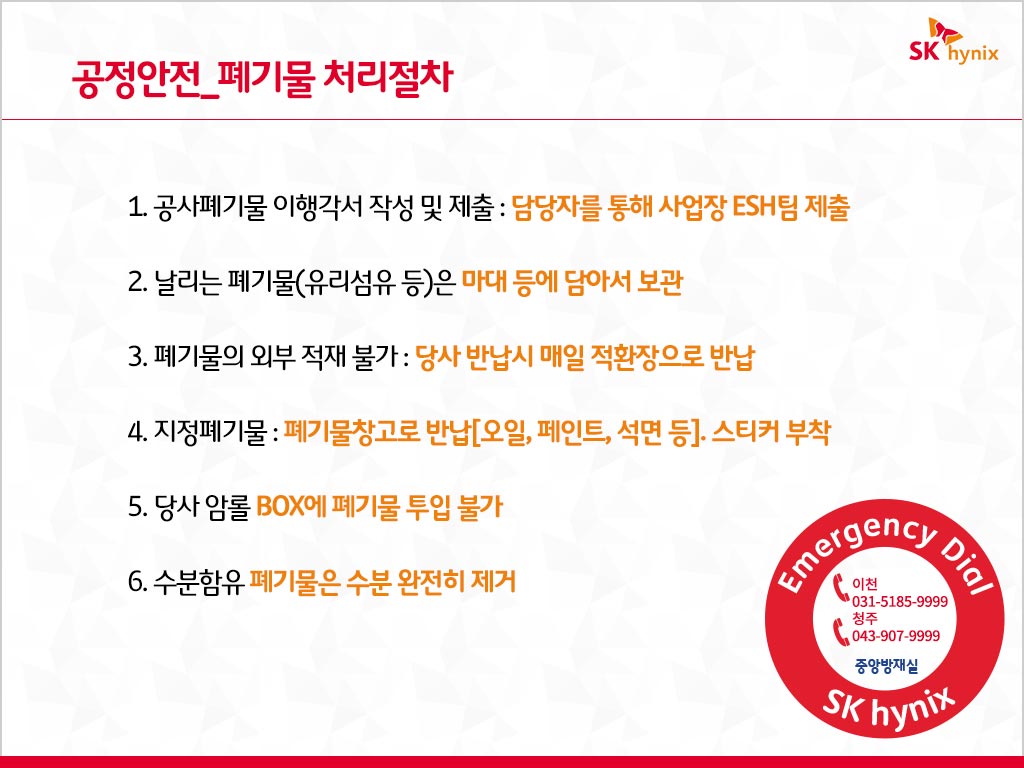 SK hynix
공정안전_폐기물 처리절차
1. 공사폐기물 이행각서 작성 및 제출 : 담당자를 통해 사업장 ESH팀 제출
2. 날리는 폐기물(유리섬유 등)은 마대 등에 담아서 보관
3. 폐기물의 외부 적재 불가 : 당사 반납시 매일 적환장으로 반납
4. 지정폐기물 : 폐기물창고로 반납[오일, 페인트, 석면 등]. 스티커 부착
5. 당사 암롤 BOX에 폐기물 투입 불가
6. 수분함유 폐기물은 수분 완전히 제거
Emergency Dial
이천
031-5185-9999
청주
043-907-9999
중앙방재실
SK hynix